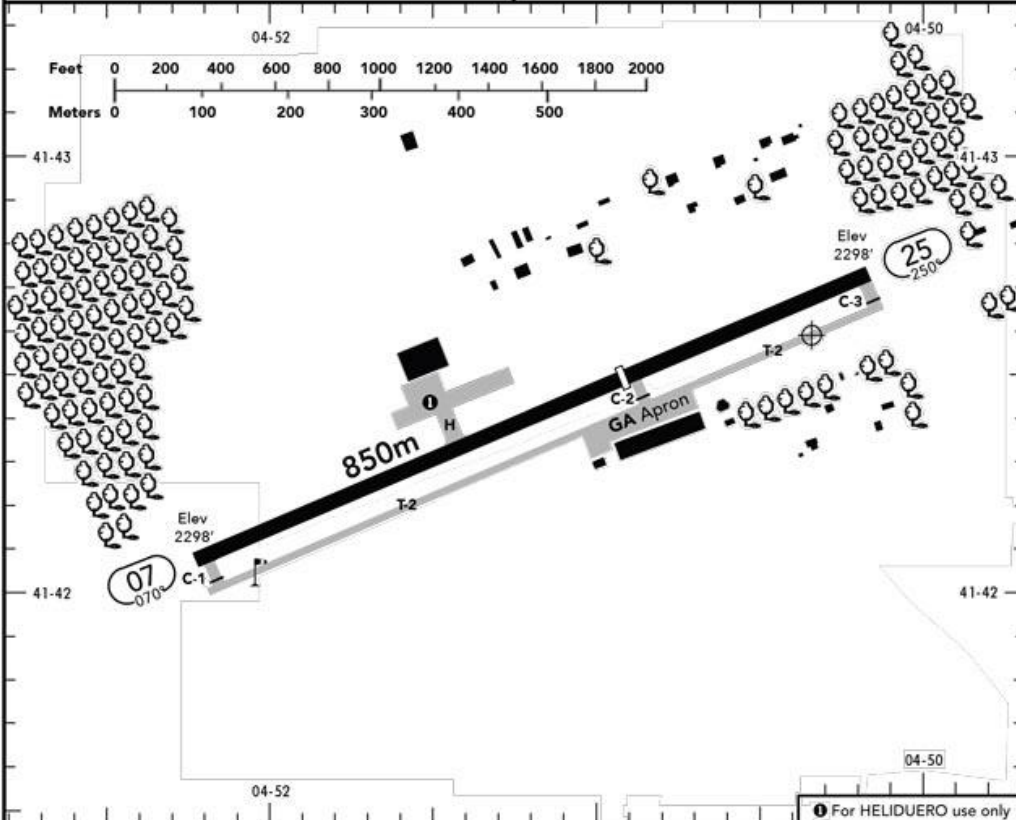 04-52
04-50
Feet 0 200 400 600 800 1000 1200 1400 1600 1800 2000
Meters 0 100 200 300 400 500
41-43
41-43
Elev
2298'
25
250°
C-3
T-2
C-2
GA Apron
i
H
850m
T-2
Elev
2298'
07
070°
C-1
41-42
41-42
04-50
04-52
i For HELIDUERO use only